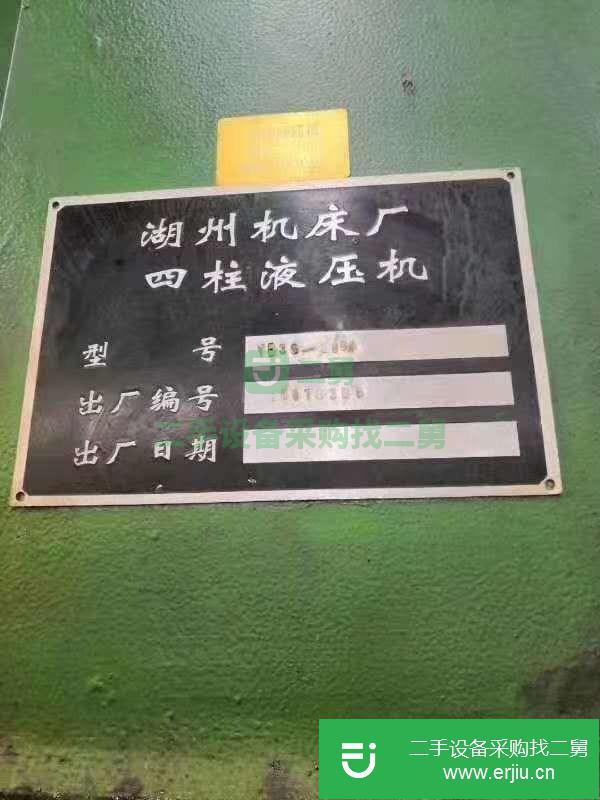 湖州机床厂
四柱液压机
型 号
二舅
出厂编号
二手设备采购找二舅
出厂日期
二手设备采购找二舅
www.erjiu.cn